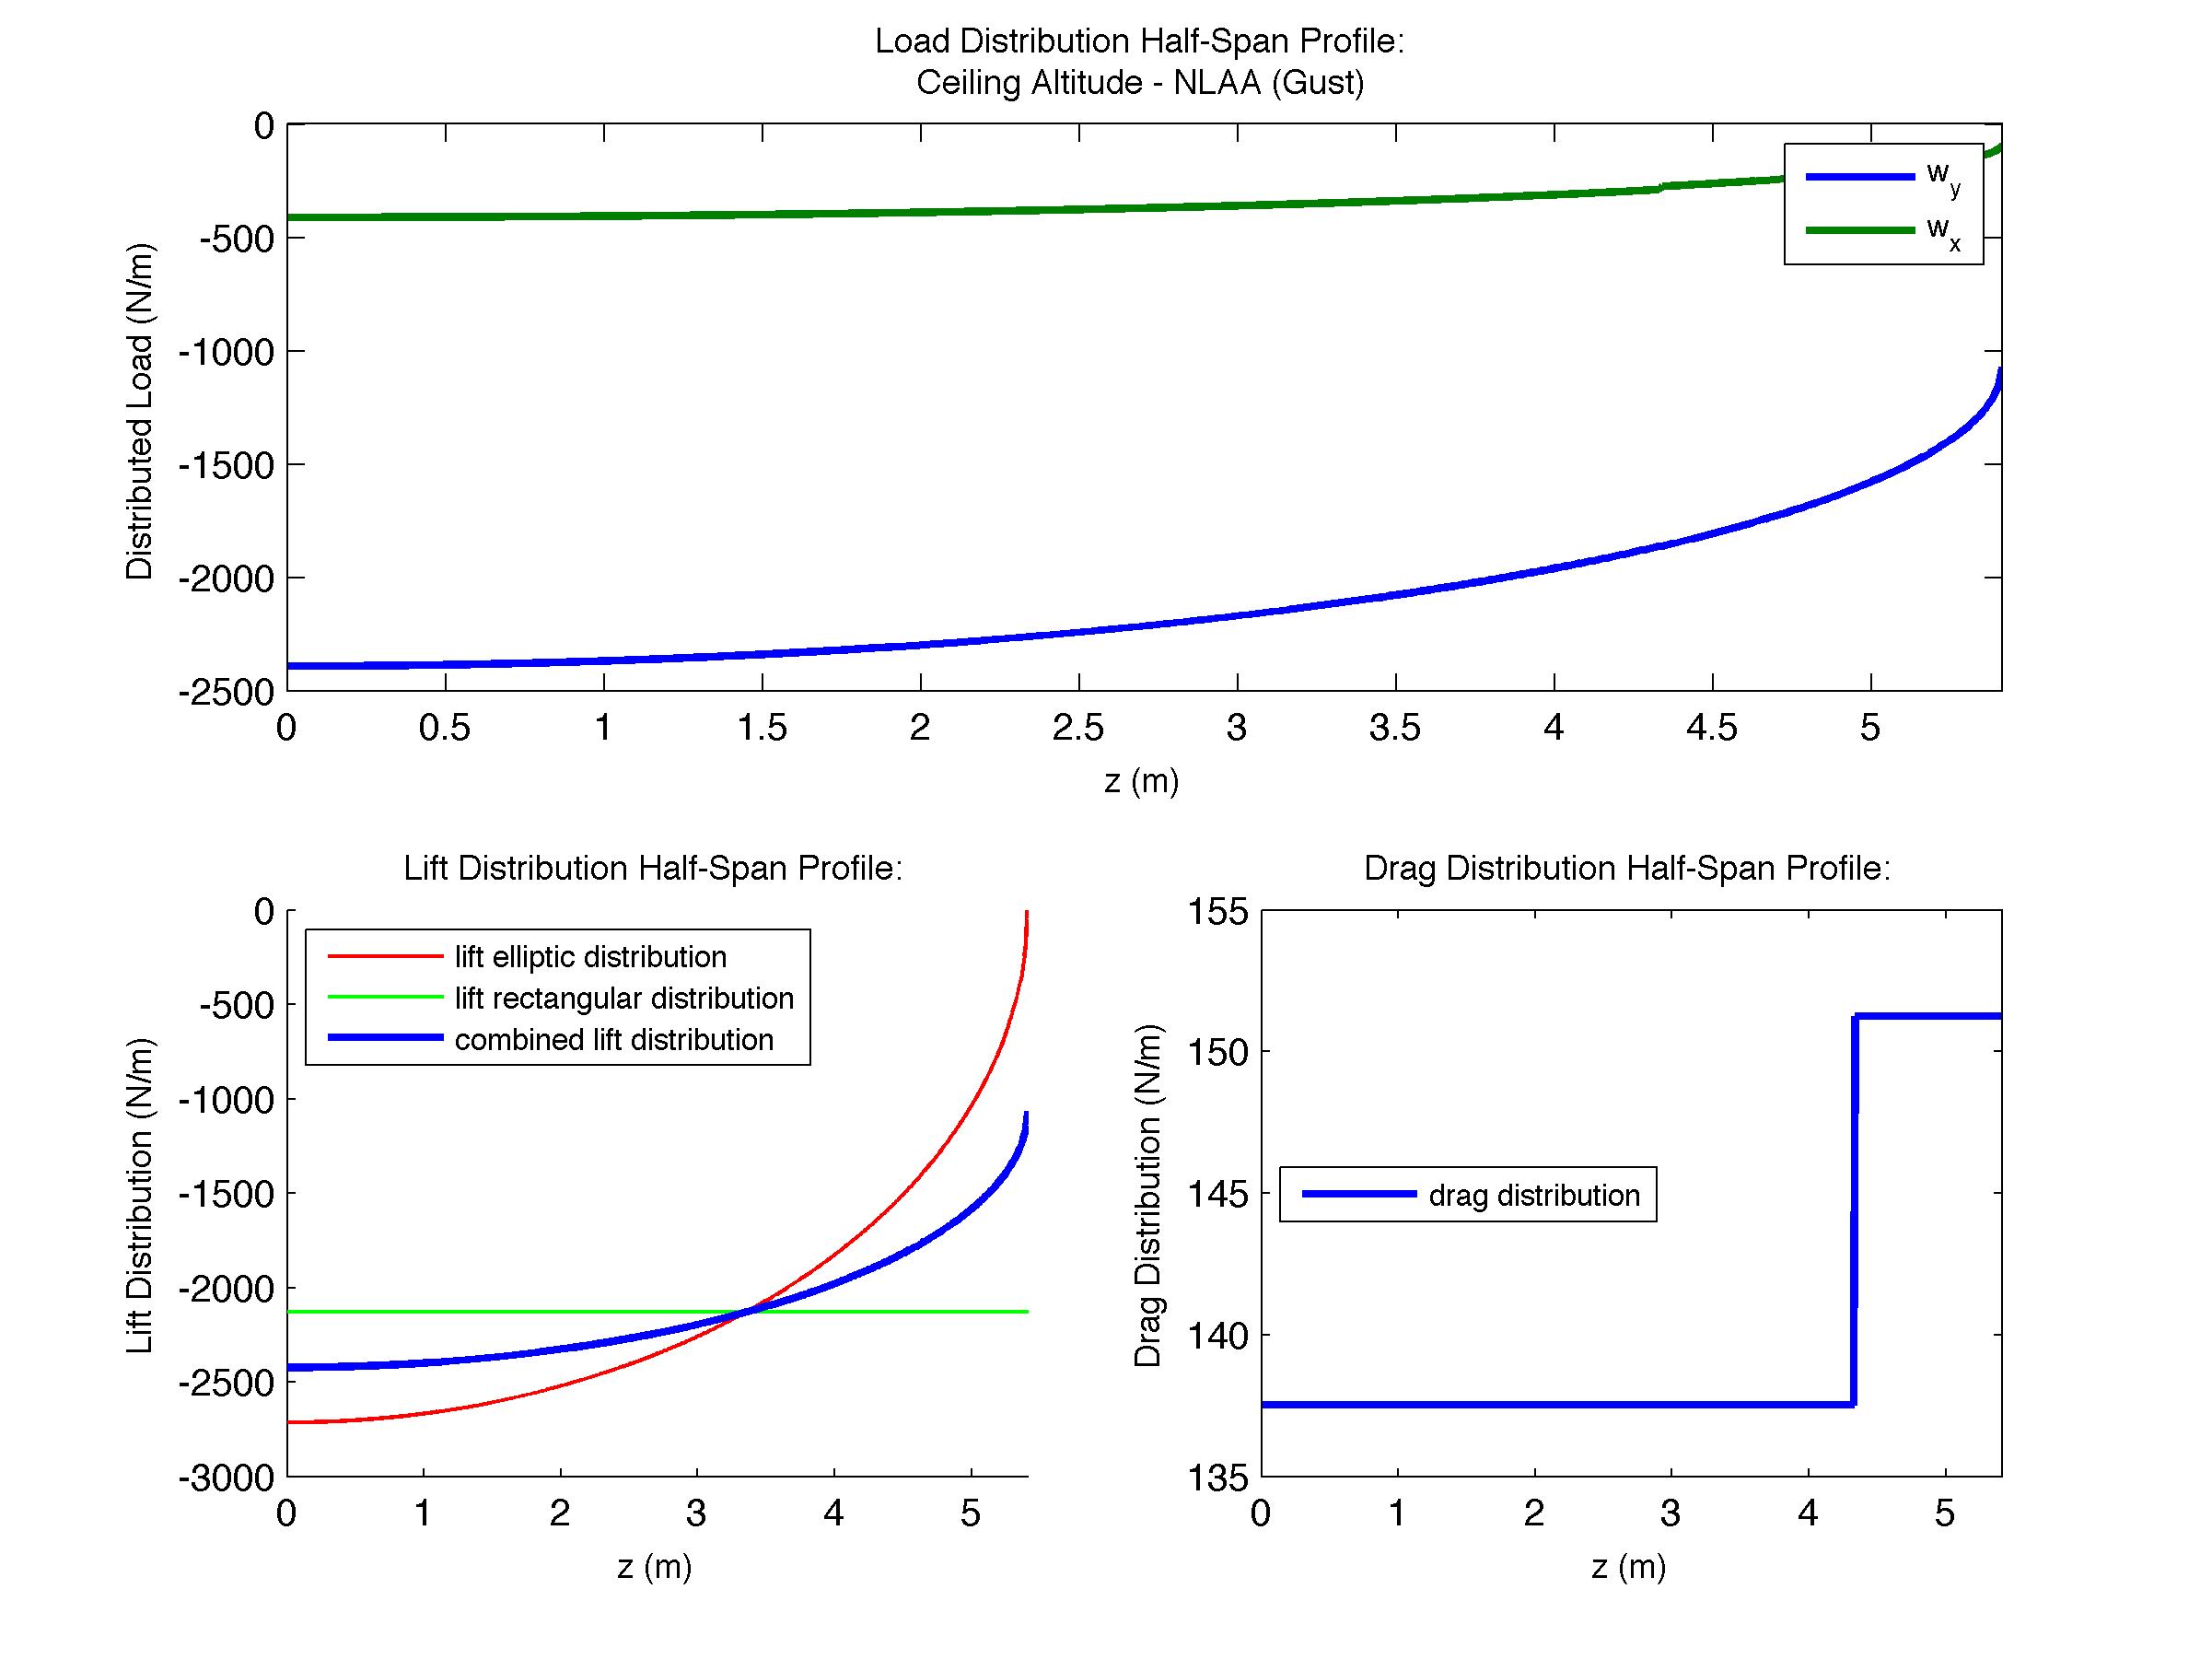 Load Distribution Half-Span Profile:
Ceiling Altitude - NLAA (Gust)
Distributed Load (N/m)
0
-500
-1000
-1500
-2000
-2500
w_y
w_x
0 0.5 1 1.5 2 2.5 3 3.5 4 4.5 5
z (m)
Lift Distribution Half-Span Profile:
Lift Distribution (N/m)
0
-500
-1000
-1500
-2000
-2500
-3000
lift elliptic distribution
lift rectangular distribution
combined lift distribution
0 1 2 3 4 5
z (m)
Drag Distribution Half-Span Profile:
Drag Distribution (N/m)
155
150
145
140
135
drag distribution
0 1 2 3 4 5
z (m)